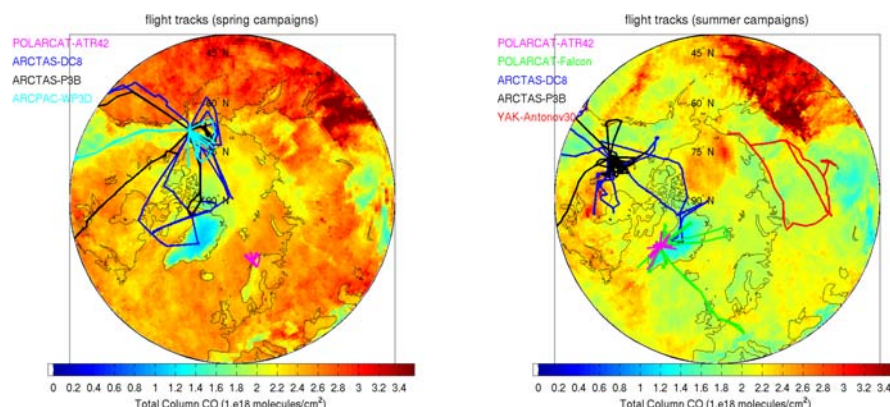 flight tracks (spring campaigns)
POLARCAT-ATR42
ARCTAS-DC8
ARCTAS-P3B
ARCPAC-WP3D
45 N
60 N
75 N
90 N
0 0.2 0.4 0.6 0.8 1 1.2 1.4 1.6 1.8 2 2.2 2.4 2.6 2.8 3 3.2 3.4
Total Column CO (1.e18 molecules/cm²)
flight tracks (summer campaigns)
POLARCAT-ATR42
POLARCAT-Falcon
ARCTAS-DC8
ARCTAS-P3B
YAK-Antonov30
45 N
60 N
75 N
90 N
0 0.2 0.4 0.6 0.8 1 1.2 1.4 1.6 1.8 2 2.2 2.4 2.6 2.8 3 3.2 3.4
Total Column CO (1.e18 molecules/cm²)